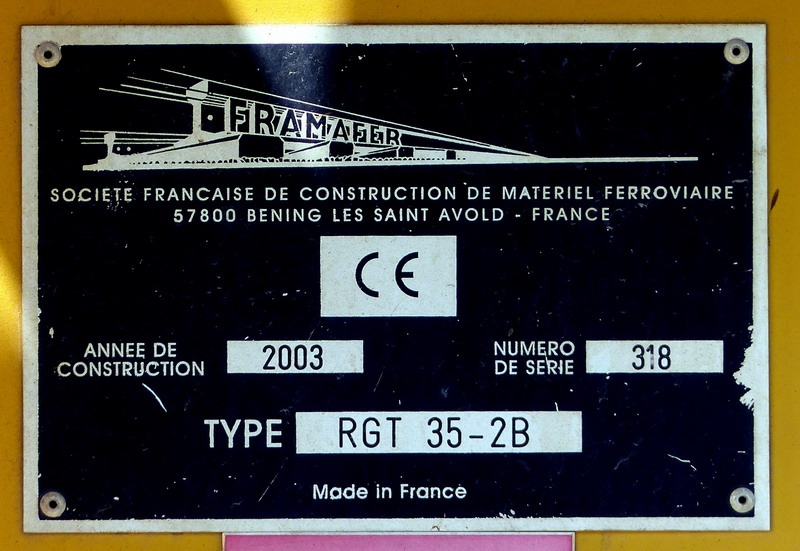 FRAMAFER
SOCIETE FRANCAISE DE CONSTRUCTION DE MATERIEL FERROVIAIRE
57800 BENING LES SAINT AVOLD - FRANCE
CE
ANNEE DE CONSTRUCTION 2003
NUMERO DE SERIE 318
TYPE RGT 35-2B
Made in France